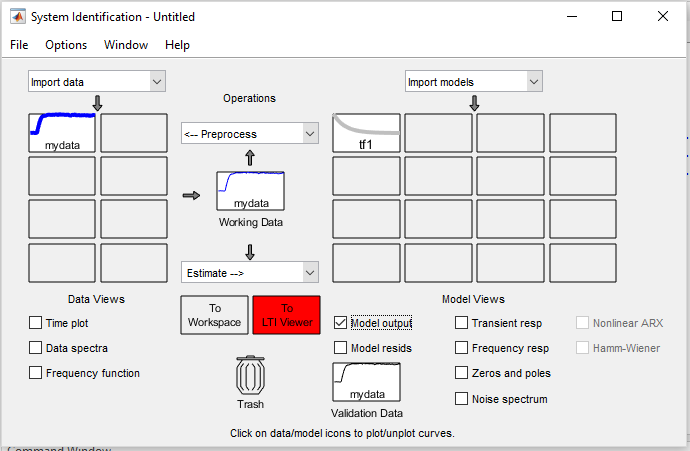 System Identification - Untitled
File Options Window Help
Import data
Import models
Operations
<-- Preprocess
mydata
tf1
mydata
Working Data
Estimate -->
Data Views
Model Views
To
Workspace
To
LTI Viewer
Time plot
Data spectra
Frequency function
Model output
Model resids
Transient resp
Frequency resp
Zeros and poles
Noise spectrum
Nonlinear ARX
Hamm-Wiener
Trash
mydata
Validation Data
Click on data/model icons to plot/unplot curves.
Command Window